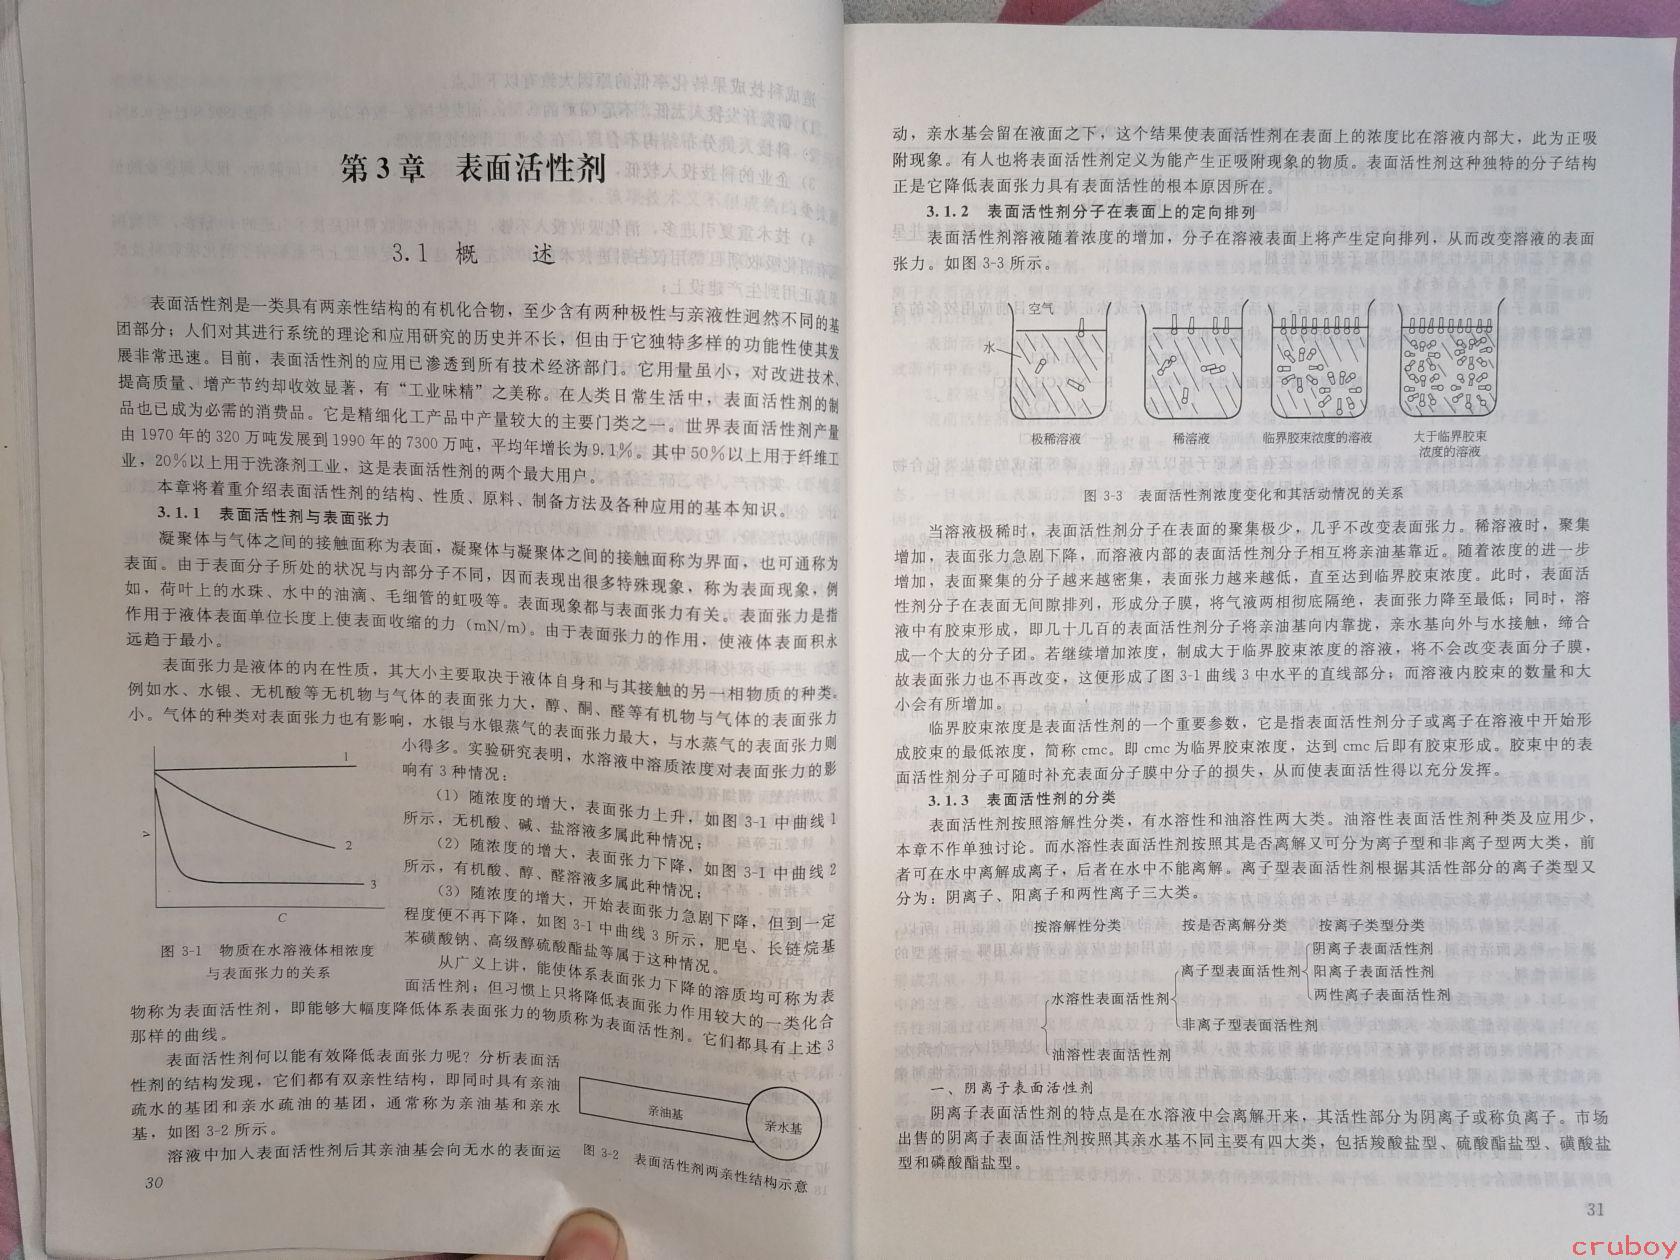 第3章 表面活性剂
3.1 概 述
表面活性剂是一类具有两亲性结构的有机化合物，至少含有两种极性与亲液性迥然不同的基
团部分；人们对其进行系统的理论和应用研究的历史并不长，但由于它独特多样的功能性使其发
展非常迅速。目前，表面活性剂的应用已渗透到所有技术经济部门。它用量虽小，对改进技术、
提高质量、增产节约却收效显著，有“工业味精”之美称。在人类日常生活中，表面活性剂的制
品也已成为必需的消费品。它是精细化工产品中产量较大的主要门类之一。世界表面活性剂产量
由1970年的320万吨发展到1990年的7300万吨，平均年增长为9.1%。其中50%以上用于纤维工
业，20%以上用于洗涤剂工业，这是表面活性剂的两个最大用户。
本章将着重介绍表面活性剂的结构、性质、原料、制备方法及各种应用的基本知识。
3.1.1 表面活性剂与表面张力
凝聚体与气体之间的接触面称为表面，凝聚体与凝聚体之间的接触面称为界面，也可通称为
表面。由于表面分子所处的状况与内部分子不同，因而表现出很多特殊现象，称为表面现象，例
如，荷叶上的水珠、水中的油滴、毛细管的虹吸等。表面现象都与表面张力有关。表面张力是指
作用于液体表面单位长度上使表面收缩的力（mN/m）。由于表面张力的作用，使液体表面积永
远趋于最小。
表面张力是液体的内在性质，其大小主要取决于液体自身和与其接触的另一相物质的种类。
例如水、水银、无机酸等无机物与气体的表面张力大，醇、酮、醛等有机物与气体的表面张力
小。气体的种类对表面张力也有影响，水银与水银蒸气的表面张力最大，与水蒸气的表面张力则
小得多。实验研究表明，水溶液中溶质浓度对表面张力的影
响有3种情况：
（1）随浓度的增大，表面张力上升，如图3-1中曲线1
所示，无机酸、碱、盐溶液多属此种情况；
（2）随浓度的增大，表面张力下降，如图3-1中曲线2
所示，有机酸、醇、醛溶液多属此种情况；
（3）随浓度的增大，开始表面张力急剧下降，但到一定
程度便不再下降，如图3-1中曲线3所示，肥皂、长链烷基
苯磺酸钠、高级醇硫酸酯盐等属于这种情况。
从广义上讲，能使体系表面张力下降的溶质均可称为表
面活性剂；但习惯上只将降低表面张力作用较大的一类化合
1
2
3
γ
C
图 3-1 物质在水溶液体相浓度
与表面张力的关系
物称为表面活性剂，即能够大幅度降低体系表面张力的物质称为表面活性剂。它们都具有上述3
那样的曲线。
表面活性剂何以能有效降低表面张力呢？分析表面活
性剂的结构发现，它们都有双亲性结构，即同时具有亲油
疏水的基团和亲水疏油的基团，通常称为亲油基和亲水
基，如图3-2所示。
溶液中加入表面活性剂后其亲油基会向无水的表面运
亲油基
亲水基
图 3-2 表面活性剂两亲性结构示意
30
动，亲水基会留在液面之下，这个结果使表面活性剂在表面上的浓度比在溶液内部大，此为正吸
附现象。有人也将表面活性剂定义为能产生正吸附现象的物质。表面活性剂这种独特的分子结构
正是它降低表面张力具有表面活性的根本原因所在。
3.1.2 表面活性剂分子在表面上的定向排列
表面活性剂溶液随着浓度的增加，分子在溶液表面上将产生定向排列，从而改变溶液的表面
张力。如图3-3所示。
空气
水
极稀溶液 稀溶液 临界胶束浓度的溶液 大于临界胶束
浓度的溶液
图 3-3 表面活性剂浓度变化和其活动情况的关系
当溶液极稀时，表面活性剂分子在表面的聚集极少，几乎不改变表面张力。稀溶液时，聚集
增加，表面张力急剧下降，而溶液内部的表面活性剂分子相互将亲油基靠近。随着浓度的进一步
增加，表面聚集的分子越来越密集，表面张力越来越低，直至达到临界胶束浓度。此时，表面活
性剂分子在表面无间隙排列，形成分子膜，将气液两相彻底隔绝，表面张力降至最低；同时，溶
液中有胶束形成，即几十几百的表面活性剂分子将亲油基向内靠拢，亲水基向外与水接触，缔合
成一个大的分子团。若继续增加浓度，制成大于临界胶束浓度的溶液，将不会改变表面分子膜，
故表面张力也不再改变，这便形成了图3-1曲线3中水平的直线部分；而溶液内胶束的数量和大
小会有所增加。
临界胶束浓度是表面活性剂的一个重要参数，它是指表面活性剂分子或离子在溶液中开始形
成胶束的最低浓度，简称cmc。即cmc为临界胶束浓度，达到cmc后即有胶束形成。胶束中的表
面活性剂分子可随时补充表面分子膜中分子的损失，从而使表面活性得以充分发挥。
3.1.3 表面活性剂的分类
表面活性剂按照溶解性分类，有水溶性和油溶性两大类。油溶性表面活性剂种类及应用少，
本章不作单独讨论。而水溶性表面活性剂按照其是否离解又可分为离子型和非离子型两大类，前
者可在水中离解成离子，后者在水中不能离解。离子型表面活性剂根据其活性部分的离子类型又
分为：阴离子、阳离子和两性离子三大类。
按溶解性分类 按是否离解分类 按离子类型分类
阴离子表面活性剂
离子型表面活性剂 阳离子表面活性剂
水溶性表面活性剂 两性离子表面活性剂
非离子型表面活性剂
油溶性表面活性剂
一、阴离子表面活性剂
阴离子表面活性剂的特点是在水溶液中会离解开来，其活性部分为阴离子或称负离子。市场
出售的阴离子表面活性剂按照其亲水基不同主要有四大类，包括羧酸盐型、硫酸酯盐型、磺酸盐
型和磷酸酯盐型。
31
cruboy